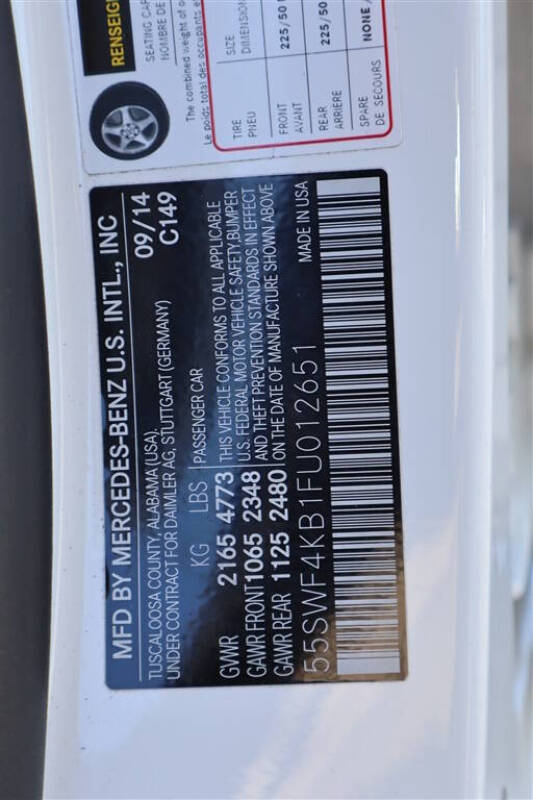 RENSEIG
SEATING CAP
NOMBRE DE
The combined weight of o
Le poids total des occupants e
TIRE
PNEU
SIZE
DIMENSION
FRONT
AVANT
225/50
REAR
ARRIÈRE
225/50
SPARE
DE SECOURS
NONE /
MFD BY MERCEDES-BENZ U.S. INTL., INC
TUSCALOOSA COUNTY, ALABAMA (USA). 09/14
UNDER CONTRACT FOR DAIMLER AG, STUTTGART (GERMANY) C149
KG LBS PASSENGER CAR
GVWR 2165 4773 THIS VEHICLE CONFORMS TO ALL APPLICABLE
U.S. FEDERAL MOTOR VEHICLE SAFETY, BUMPER
GAWR FRONT 1065 2348 AND THEFT PREVENTION STANDARDS IN EFFECT
GAWR REAR 1125 2480 ON THE DATE OF MANUFACTURE SHOWN ABOVE
55SWF4KB1FU012651 MADE IN USA